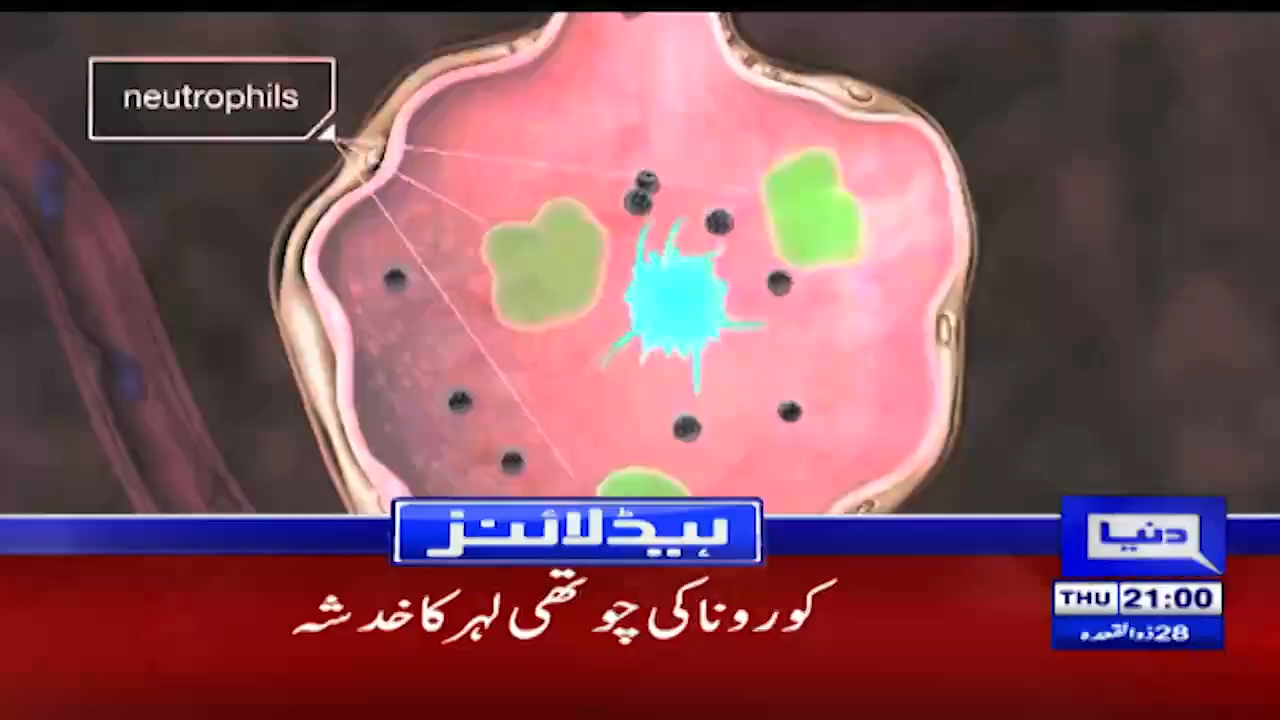 neutrophils
ہیڈلائنز
دنیا
کورونا کی چوتھی لہر کا خدشہ
THU 21:00
28 ذوالقعدہ